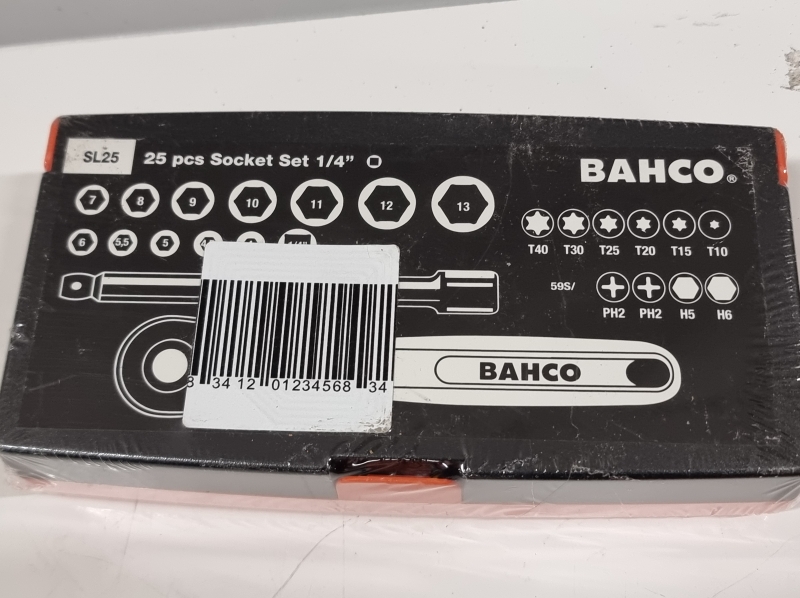 SL25 25 pcs Socket Set 1/4"
BAHCO®
7 8 9 10 11 12 13
6 5,5 5
T40 T30 T25 T20 T15 T10
59S/
PH2 PH2 H5 H6
BAHCO
8 34 12 01234568 34